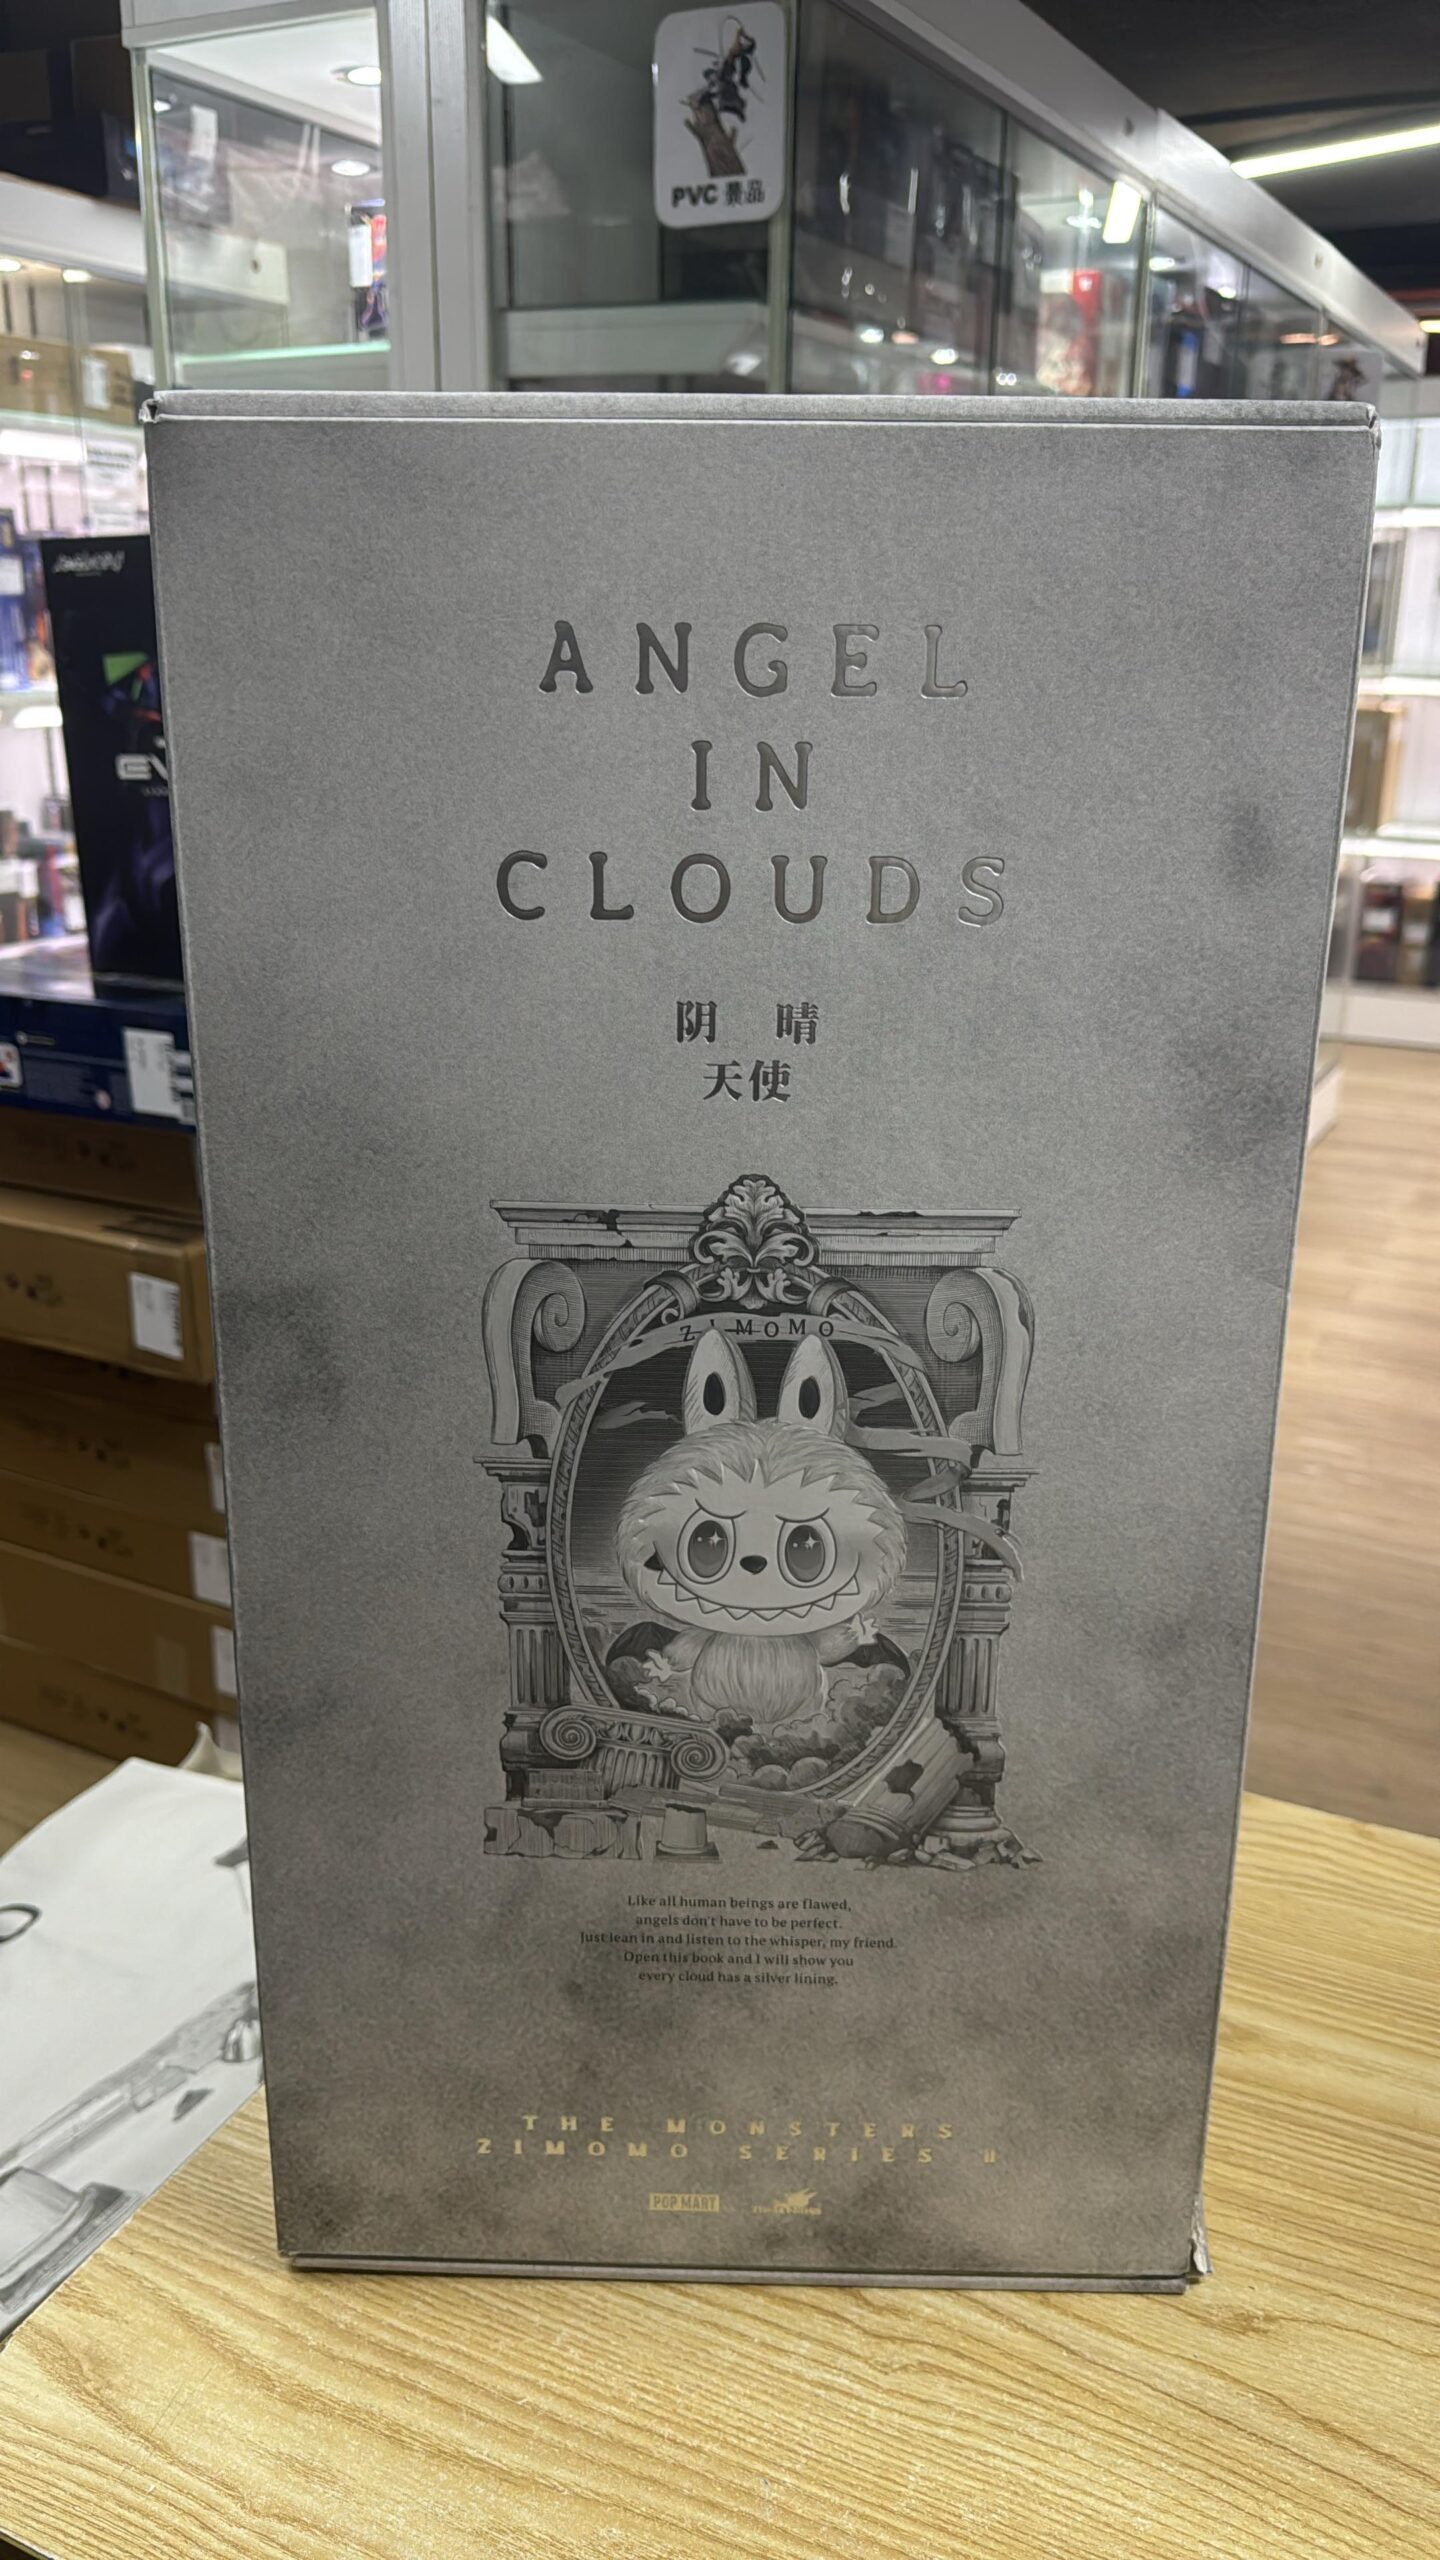 PVC 景品
ANGEL
IN
CLOUDS
阴 晴
天使
ZIMOMO
Like all human beings are flawed,
angels don't have to be perfect.
Just lean in and listen to the whisper, my friend.
Open this book and I will show you
every cloud has a silver lining.
THE MONSTERS
ZIMOMO SERIES II
POP MART